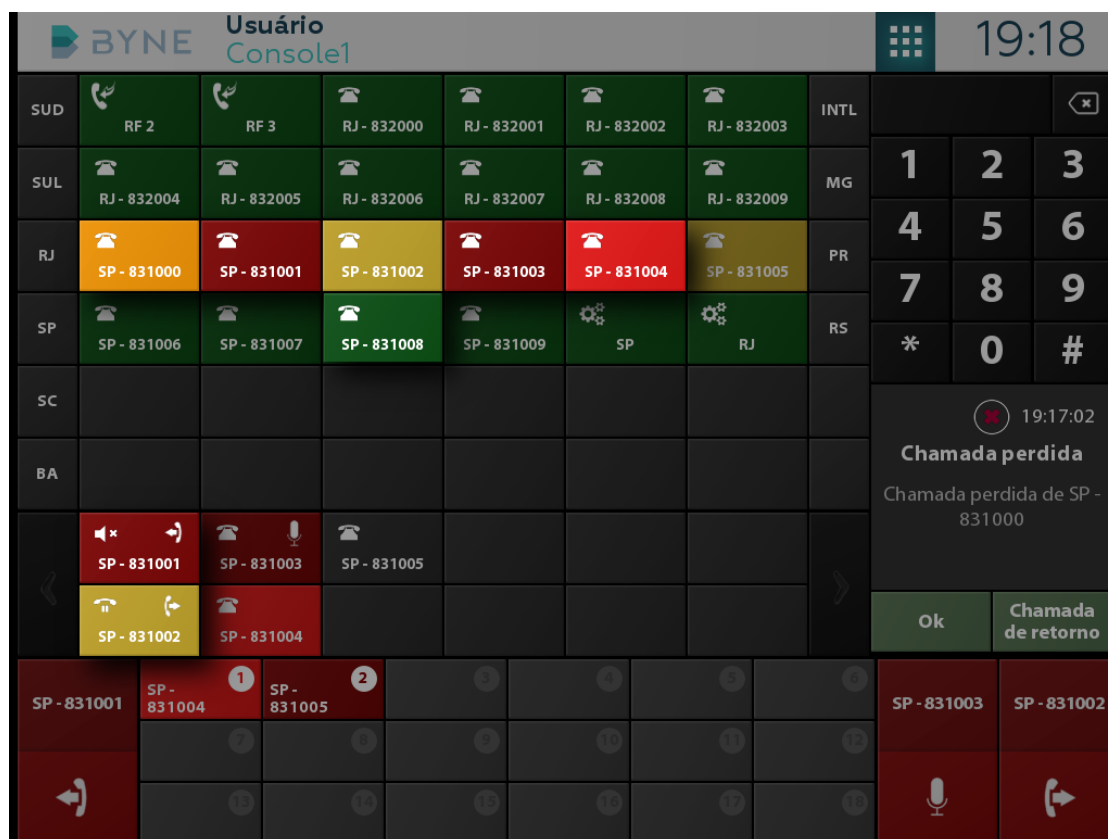 BYNE
Usuário
Console1
19:18
SUD
RF 2
RF 3
RJ - 832000
RJ - 832001
RJ - 832002
RJ - 832003
INTL
SUL
RJ - 832004
RJ - 832005
RJ - 832006
RJ - 832007
RJ - 832008
RJ - 832009
MG
1
2
3
RJ
SP - 831000
SP - 831001
SP - 831002
SP - 831003
SP - 831004
SP - 831005
PR
4
5
6
SP
SP - 831006
SP - 831007
SP - 831008
SP - 831009
SP
RJ
RS
7
8
9
*
0
#
SC
BA
19:17:02
Chamada perdida
Chamada perdida de SP -
831000
SP - 831001
SP - 831003
SP - 831005
SP - 831002
SP - 831004
Ok
Chamada
de retorno
SP - 831001
SP -
831004
1
SP -
831005
2
3
4
5
6
SP - 831003
SP - 831002
7
8
9
10
11
12
13
14
15
16
17
18